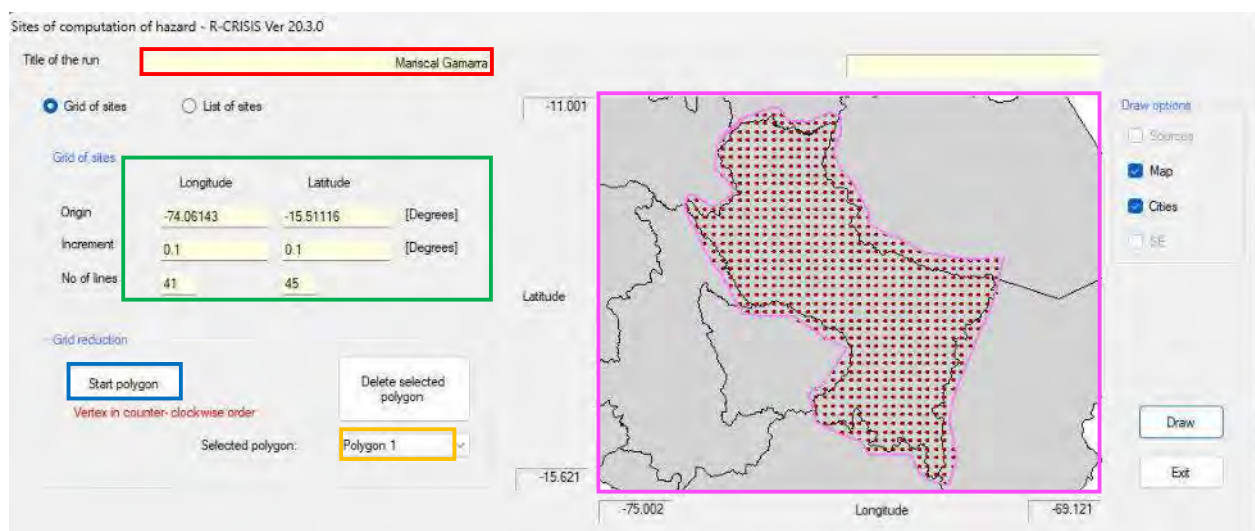 Sites of computation of hazard - R-CRISIS Ver 20.3.0
Title of the run Mariscal Gamarra
Grid of sites List of sites
-11.001
Draw options
Sources
Map
Cities
SE
Grid of sites
Longitude Latitude
Origin -74.06143 -15.51116 [Degrees]
Increment 0.1 0.1 [Degrees]
No of lines 41 45
Latitude
Grid reduction
Start polygon
Delete selected
polygon
Vertex in counter-clockwise order
Selected polygon: Polygon 1
Draw
Exit
-15.621
-75.002 Longitude -69.121